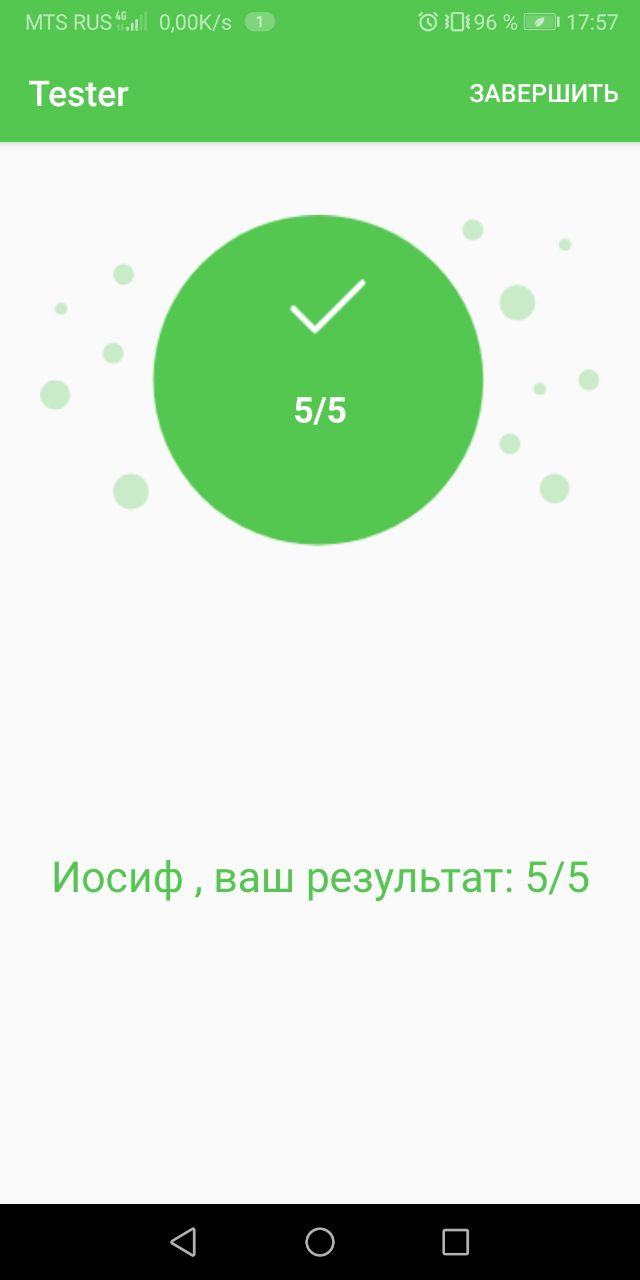 MTS RUS 4G 0,00K/s 1 96 % 17:57
Tester ЗАВЕРШИТЬ
5/5
Иосиф , ваш результат: 5/5